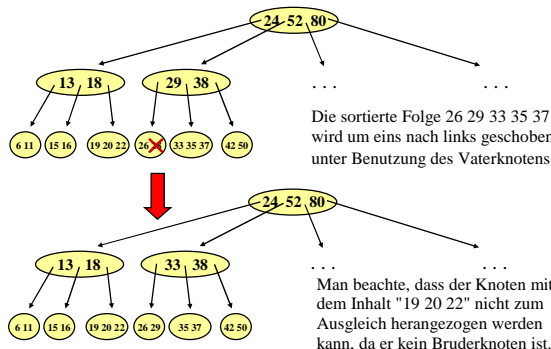 24 52 80
13 18
29 38
. . .
. . .
6 11
15 16
19 20 22
26
33 35 37
42 50
Die sortierte Folge 26 29 33 35 37
wird um eins nach links geschoben
unter Benutzung des Vaterknotens
24 52 80
13 18
33 38
. . .
. . .
6 11
15 16
19 20 22
26 29
35 37
42 50
Man beachte, dass der Knoten mit
dem Inhalt "19 20 22" nicht zum
Ausgleich herangezogen werden
kann, da er kein Bruderknoten ist.